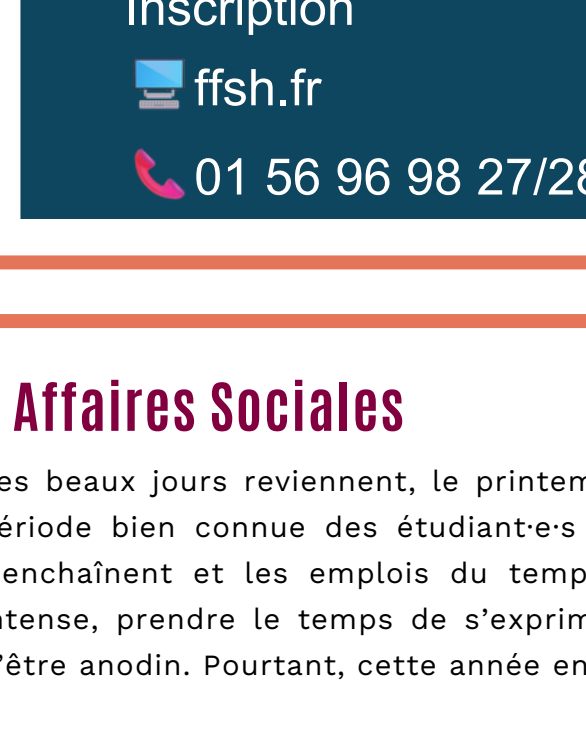 Inscription
ffsh.fr
01 56 96 98 27/28
Affaires Sociales
es beaux jours reviennent, le printem
ériode bien connue des étudiant·e·s
enchaînent et les emplois du temp
ntense, prendre le temps de s’exprim
’être anodin. Pourtant, cette année en